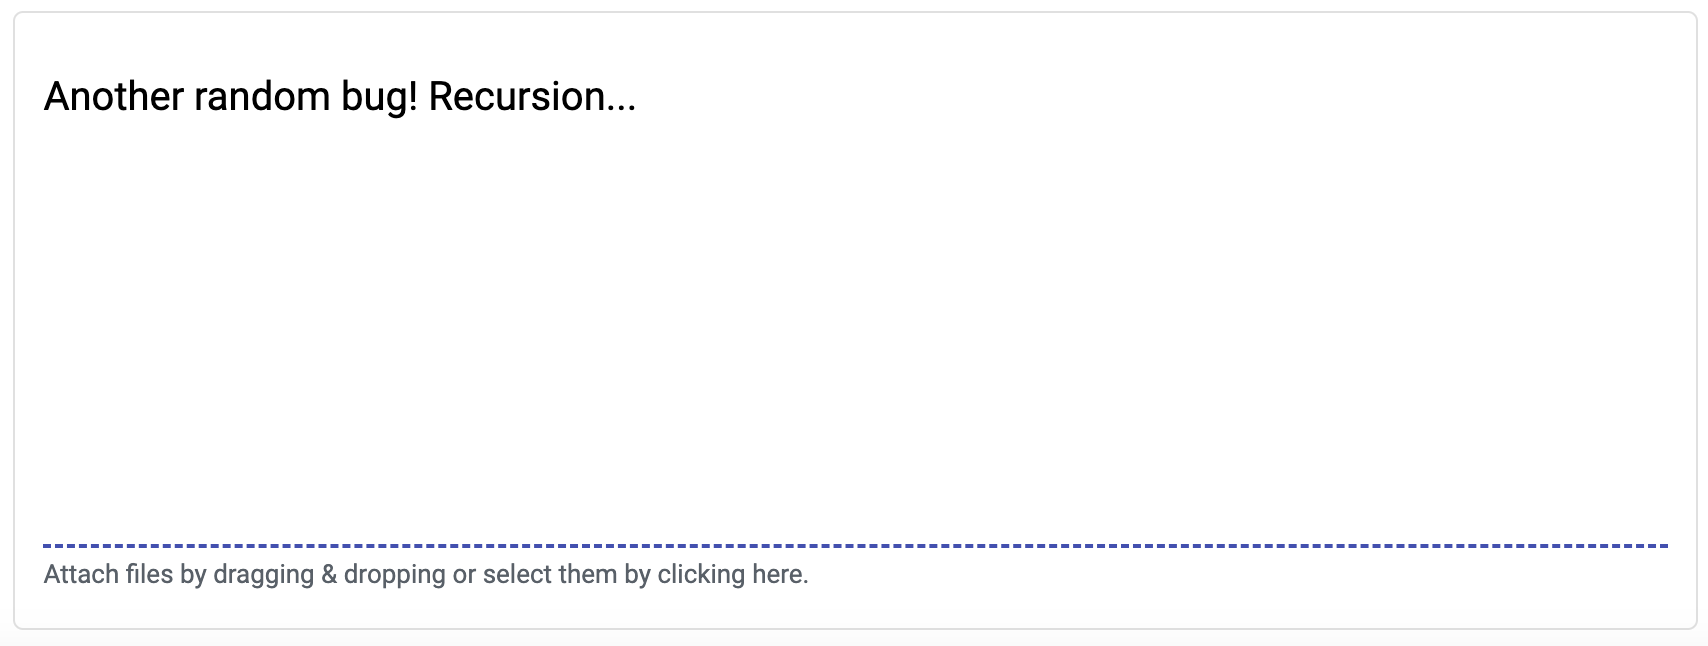 Another random bug! Recursion...
Attach files by dragging & dropping or select them by clicking here.